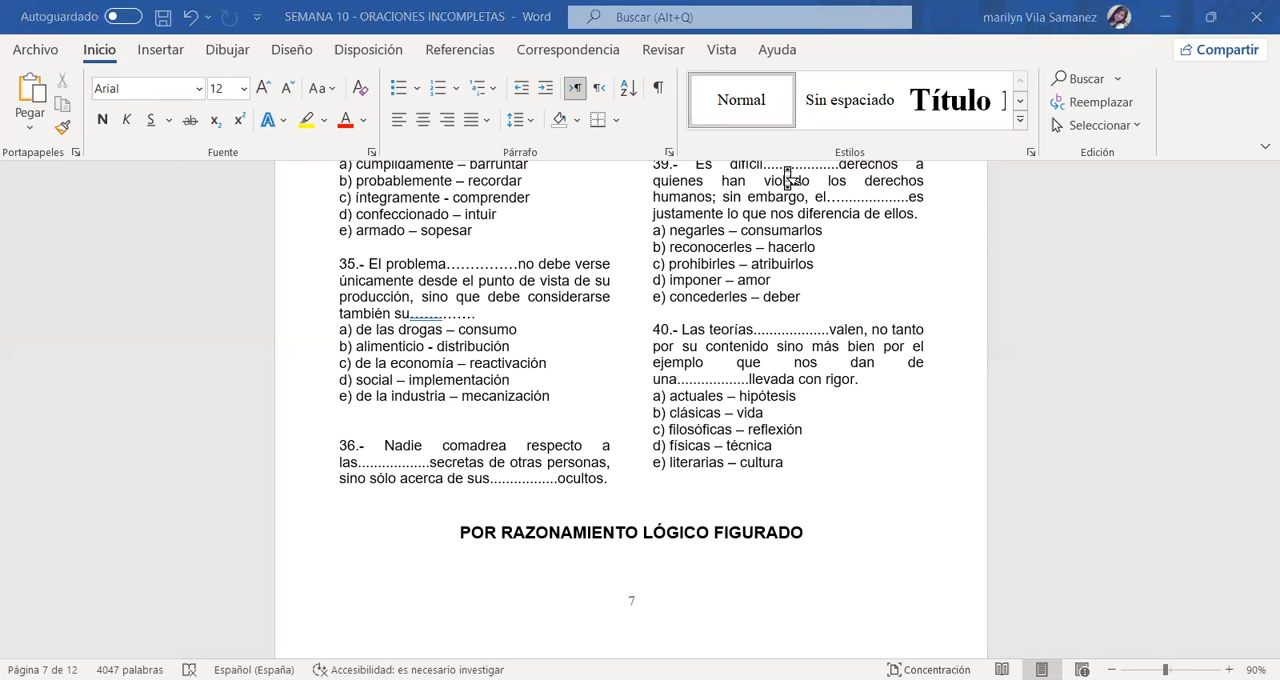 Autoguardado SEMANA 10 - ORACIONES INCOMPLETAS - Word Buscar (Alt+Q) marilyn Vila Samanez
Archivo Inicio Insertar Dibujar Diseño Disposición Referencias Correspondencia Revisar Vista Ayuda Compartir
Pegar
Arial 12 A A Aa A
N K S ab x₂ x² A A
Normal Sin espaciado Título 1
Buscar
Reemplazar
Seleccionar
Portapapeles Fuente Párrafo Estilos Edición
a) cumplidamente – barruntar
b) probablemente – recordar
c) íntegramente - comprender
d) confeccionado – intuir
e) armado – sopesar
35.- El problema……………no debe verse
únicamente desde el punto de vista de su
producción, sino que debe considerarse
también su…………….
a) de las drogas – consumo
b) alimenticio - distribución
c) de la economía – reactivación
d) social – implementación
e) de la industria – mecanización
36.- Nadie comadrea respecto a
las..................secretas de otras personas,
sino sólo acerca de sus.................ocultos.
39.- Es difícil...................derechos a
quienes han violado los derechos
humanos; sin embargo, el….................es
justamente lo que nos diferencia de ellos.
a) negarles – consumarlos
b) reconocerles – hacerlo
c) prohibirles – atribuirlos
d) imponer – amor
e) concederles – deber
40.- Las teorías...................valen, no tanto
por su contenido sino más bien por el
ejemplo que nos dan de
una..................llevada con rigor.
a) actuales – hipótesis
b) clásicas – vida
c) filosóficas – reflexión
d) físicas – técnica
e) literarias – cultura
POR RAZONAMIENTO LÓGICO FIGURADO
7
Página 7 de 12 4047 palabras Español (España) Accesibilidad: es necesario investigar Concentración 90%